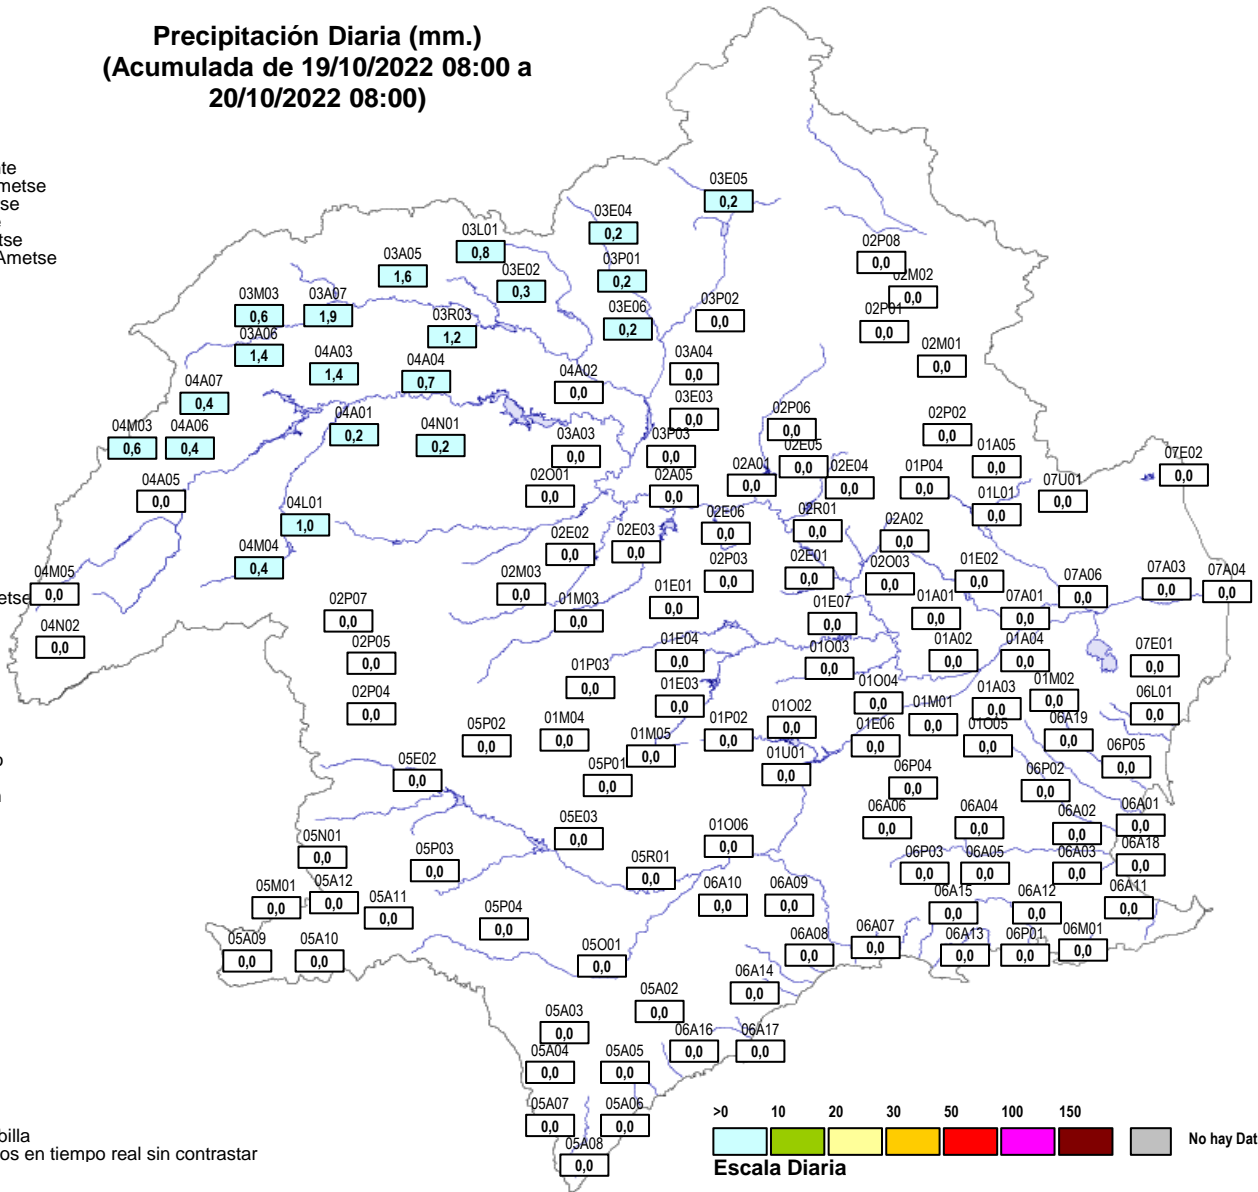 Precipitación Diaria (mm.)
(Acumulada de 19/10/2022 08:00 a
20/10/2022 08:00)
nte
metse
tse
e
tse
Ametse
etse
o
n
billa
os en tiempo real sin contrastar
03E05
0,2
03E04
0,2
03L01
0,8
03A05
1,6
03P01
0,2
03E02
0,3
02P08
0,0
02M02
0,0
03M03
0,6
03A07
1,9
03R03
1,2
03E06
0,2
03P02
0,0
02P01
0,0
03A06
1,4
04A03
1,4
04A04
0,7
04A02
0,0
03A04
0,0
02M01
0,0
04A07
0,4
04A01
0,2
04N01
0,2
03E03
0,0
02P06
0,0
02P02
0,0
04M03
0,6
04A06
0,4
03A03
0,0
03P03
0,0
02E05
0,0
01A05
0,0
07E02
0,0
04A05
0,0
02O01
0,0
02A05
0,0
02A01
0,0
02E04
0,0
01P04
0,0
01L01
0,0
07U01
0,0
04L01
1,0
02E06
0,0
02R01
0,0
02A02
0,0
04M04
0,4
02E02
0,0
02E03
0,0
02P03
0,0
02E01
0,0
02O03
0,0
01E02
0,0
04M05
0,0
02M03
0,0
01M03
0,0
01E01
0,0
01E07
0,0
01A01
0,0
07A01
0,0
07A06
0,0
07A03
0,0
07A04
0,0
04N02
0,0
02P07
0,0
02P05
0,0
01E04
0,0
01O03
0,0
01A02
0,0
01A04
0,0
07E01
0,0
02P04
0,0
01P03
0,0
01E03
0,0
01O04
0,0
01M01
0,0
01A03
0,0
01M02
0,0
06L01
0,0
05P02
0,0
01M04
0,0
01M05
0,0
01P02
0,0
01O02
0,0
01E06
0,0
01O05
0,0
06A19
0,0
06P05
0,0
05E02
0,0
05P01
0,0
01U01
0,0
06P04
0,0
06P02
0,0
05E03
0,0
01O06
0,0
06A06
0,0
06A04
0,0
06A02
0,0
06A01
0,0
05N01
0,0
05P03
0,0
05R01
0,0
06P03
0,0
06A05
0,0
06A03
0,0
06A18
0,0
05M01
0,0
05A12
0,0
05A11
0,0
05P04
0,0
06A10
0,0
06A09
0,0
06A15
0,0
06A12
0,0
06A11
0,0
05A09
0,0
05A10
0,0
05O01
0,0
06A08
0,0
06A07
0,0
06A13
0,0
06P01
0,0
06M01
0,0
05A03
0,0
05A02
0,0
06A14
0,0
05A04
0,0
05A05
0,0
06A16
0,0
06A17
0,0
05A07
0,0
05A06
0,0
05A08
0,0
>0 10 20 30 50 100 150
No hay Dat
Escala Diaria